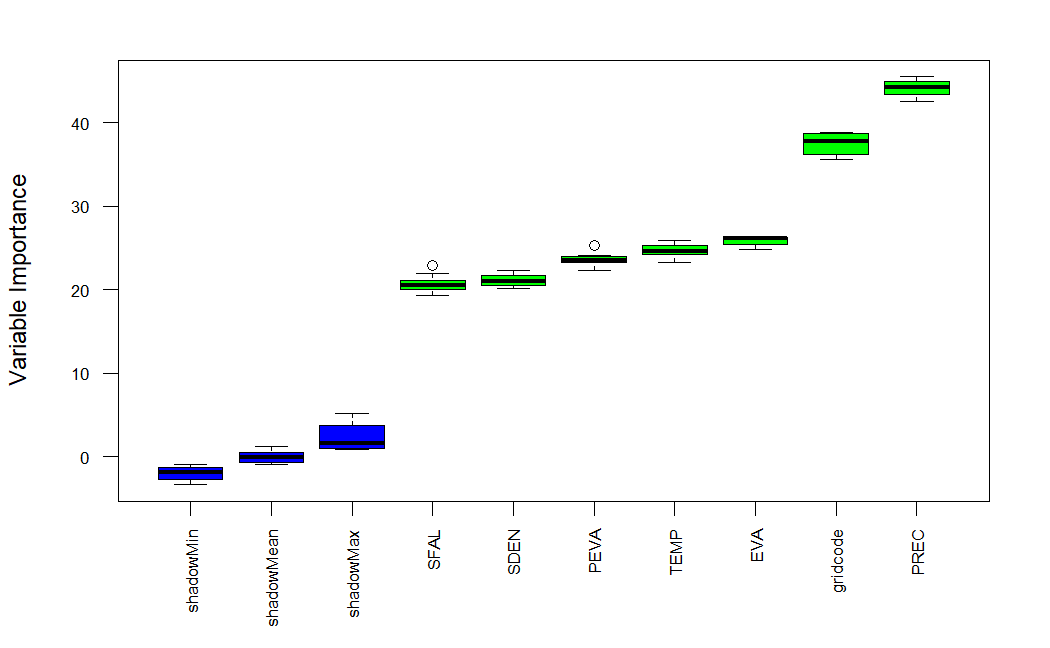 Variable Importance
40
30
20
10
0
shadowMin
shadowMean
shadowMax
SFAL
SDEN
PEVA
TEMP
EVA
gridcode
PREC